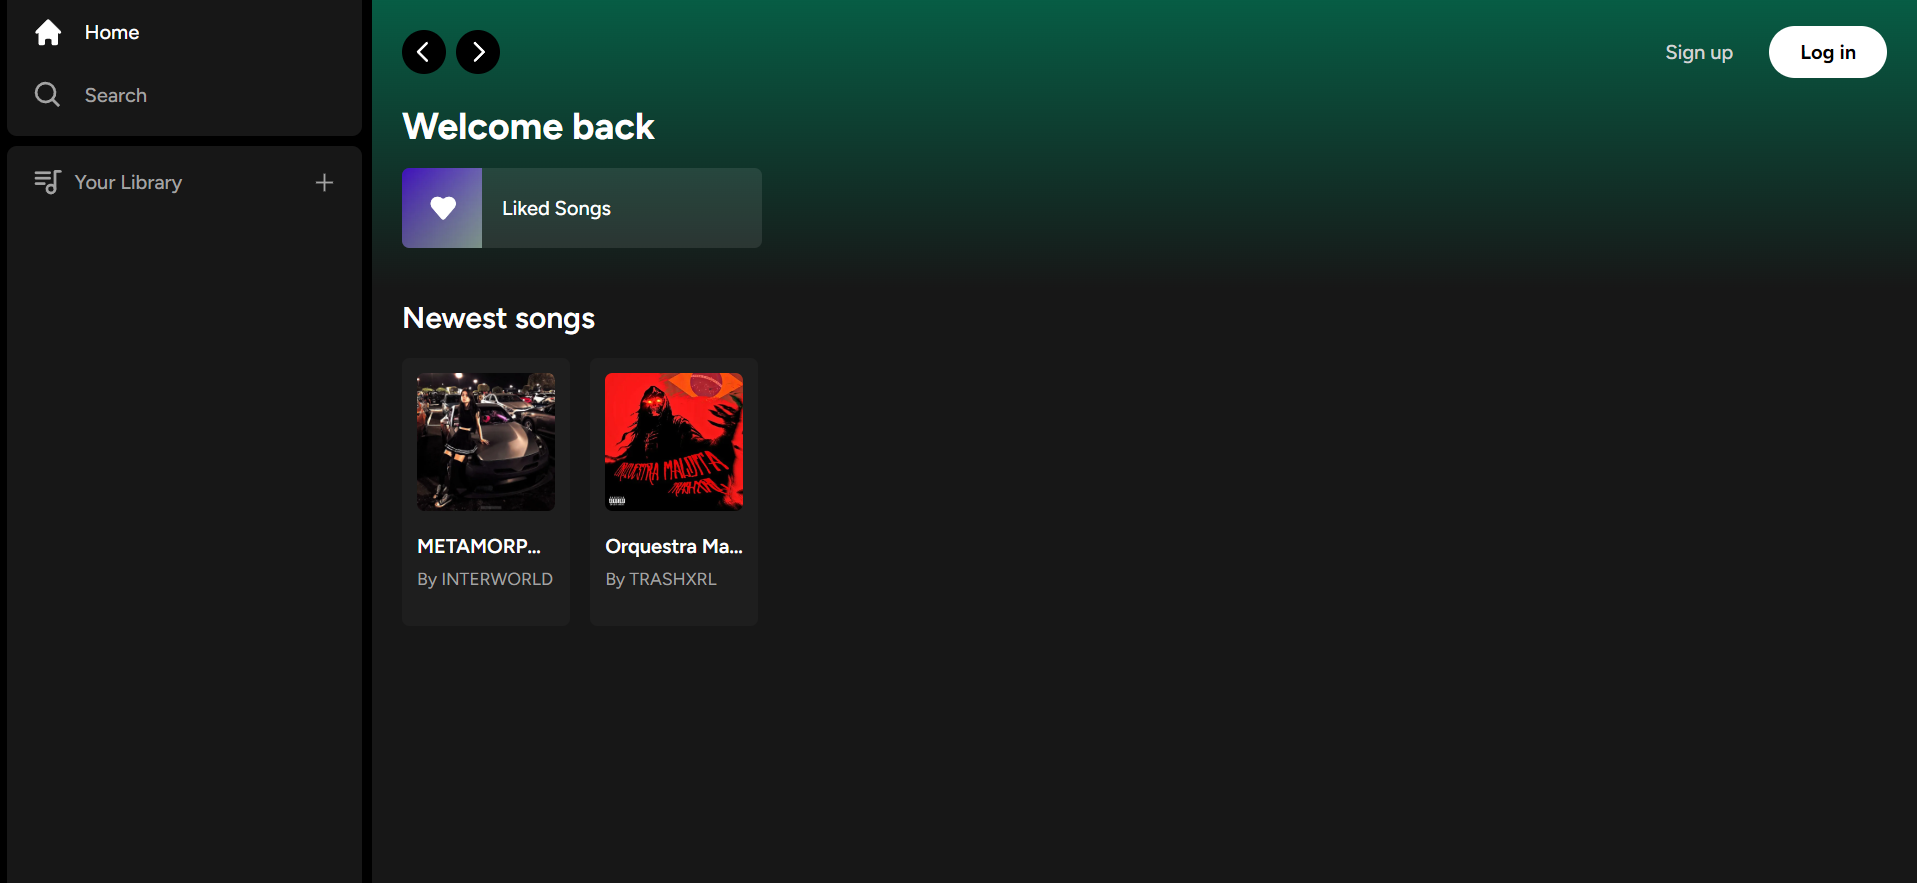 Home
Search
Your Library
Sign up
Log in
Welcome back
Liked Songs
Newest songs
ORQUESTRA MALDITA
TRASHXRL
METAMORP...
By INTERWORLD
Orquestra Ma...
By TRASHXRL